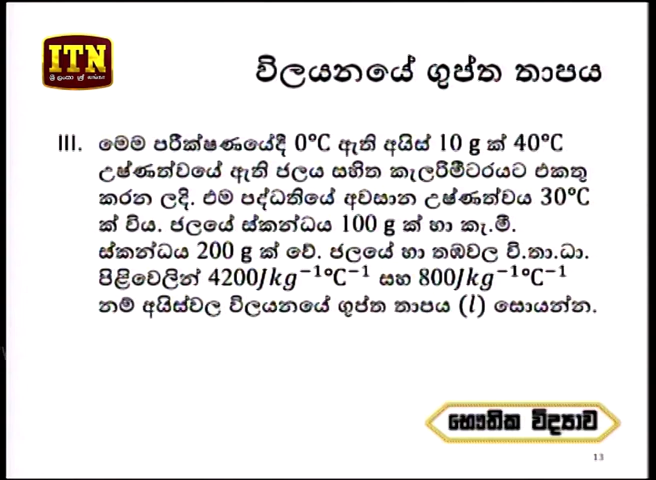 ITN
ශ්‍රී ලංකා ශ්‍රී සංසාර
විලයනයේ ගුප්ත තාපය
III. මෙම පරීක්ෂණයේදී 0°C ඇති අයිස් 10 g ක් 40°C
උෂ්ණත්වයේ ඇති ජලය සහිත කැලරිමීටරයට එකතු
කරන ලදි. එම පද්ධතියේ අවසාන උෂ්ණත්වය 30°C
ක් විය. ජලයේ ස්කන්ධය 100 g ක් හා කැ.මී.
ස්කන්ධය 200 g ක් වේ. ජලයේ හා තඹවල වි.තා.ධා.
පිළිවෙලින් 4200Jkg⁻¹°C⁻¹ සහ 800Jkg⁻¹°C⁻¹
නම් අයිස්වල විලයනයේ ගුප්ත තාපය (l) සොයන්න.
භෞතික විද්‍යාව
13